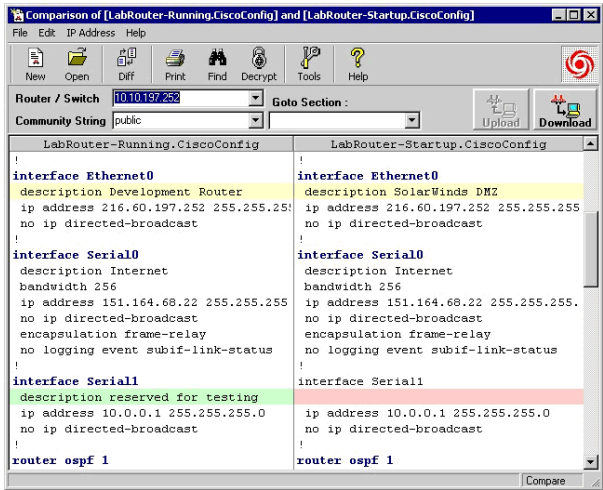 Comparison of [LabRouter-Running.CiscoConfig] and [LabRouter-Startup.CiscoConfig]
File Edit IP Address Help
New Open Diff Print Find Decrypt Tools Help
Router / Switch 10.10.197.252 Goto Section :
Community String public
Upload Download
LabRouter-Running.CiscoConfig
!
interface Ethernet0
description Development Router
ip address 216.60.197.252 255.255.25
no ip directed-broadcast
!
interface Serial0
description Internet
bandwidth 256
ip address 151.164.68.22 255.255.255
no ip directed-broadcast
encapsulation frame-relay
no logging event subif-link-status
!
interface Serial1
description reserved for testing
ip address 10.0.0.1 255.255.255.0
no ip directed-broadcast
!
router ospf 1
LabRouter-Startup.CiscoConfig
!
interface Ethernet0
description SolarWinds DMZ
ip address 216.60.197.252 255.255.255
no ip directed-broadcast
!
interface Serial0
description Internet
bandwidth 256
ip address 151.164.68.22 255.255.255.
no ip directed-broadcast
encapsulation frame-relay
no logging event subif-link-status
!
interface Serial1
ip address 10.0.0.1 255.255.255.0
no ip directed-broadcast
!
router ospf 1
Compare